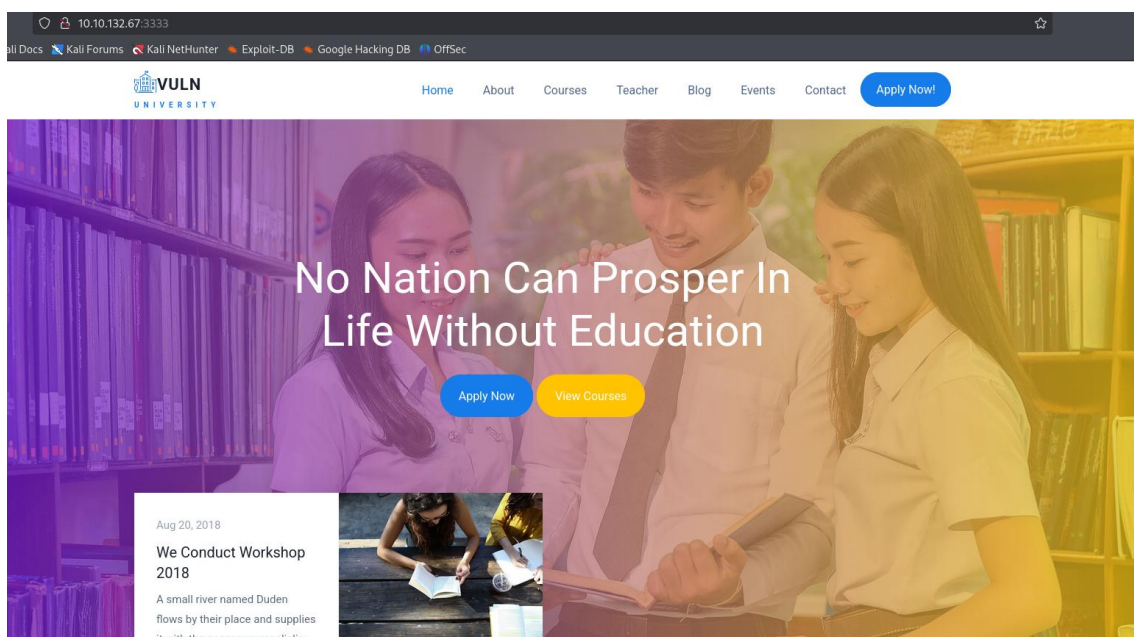 10.10.132.67:3333
ali Docs Kali Forums Kali NetHunter Exploit-DB Google Hacking DB OffSec
VULN
UNIVERSITY
Home About Courses Teacher Blog Events Contact Apply Now!
No Nation Can Prosper In
Life Without Education
Apply Now View Courses
Aug 20, 2018
We Conduct Workshop
2018
A small river named Duden
flows by their place and supplies